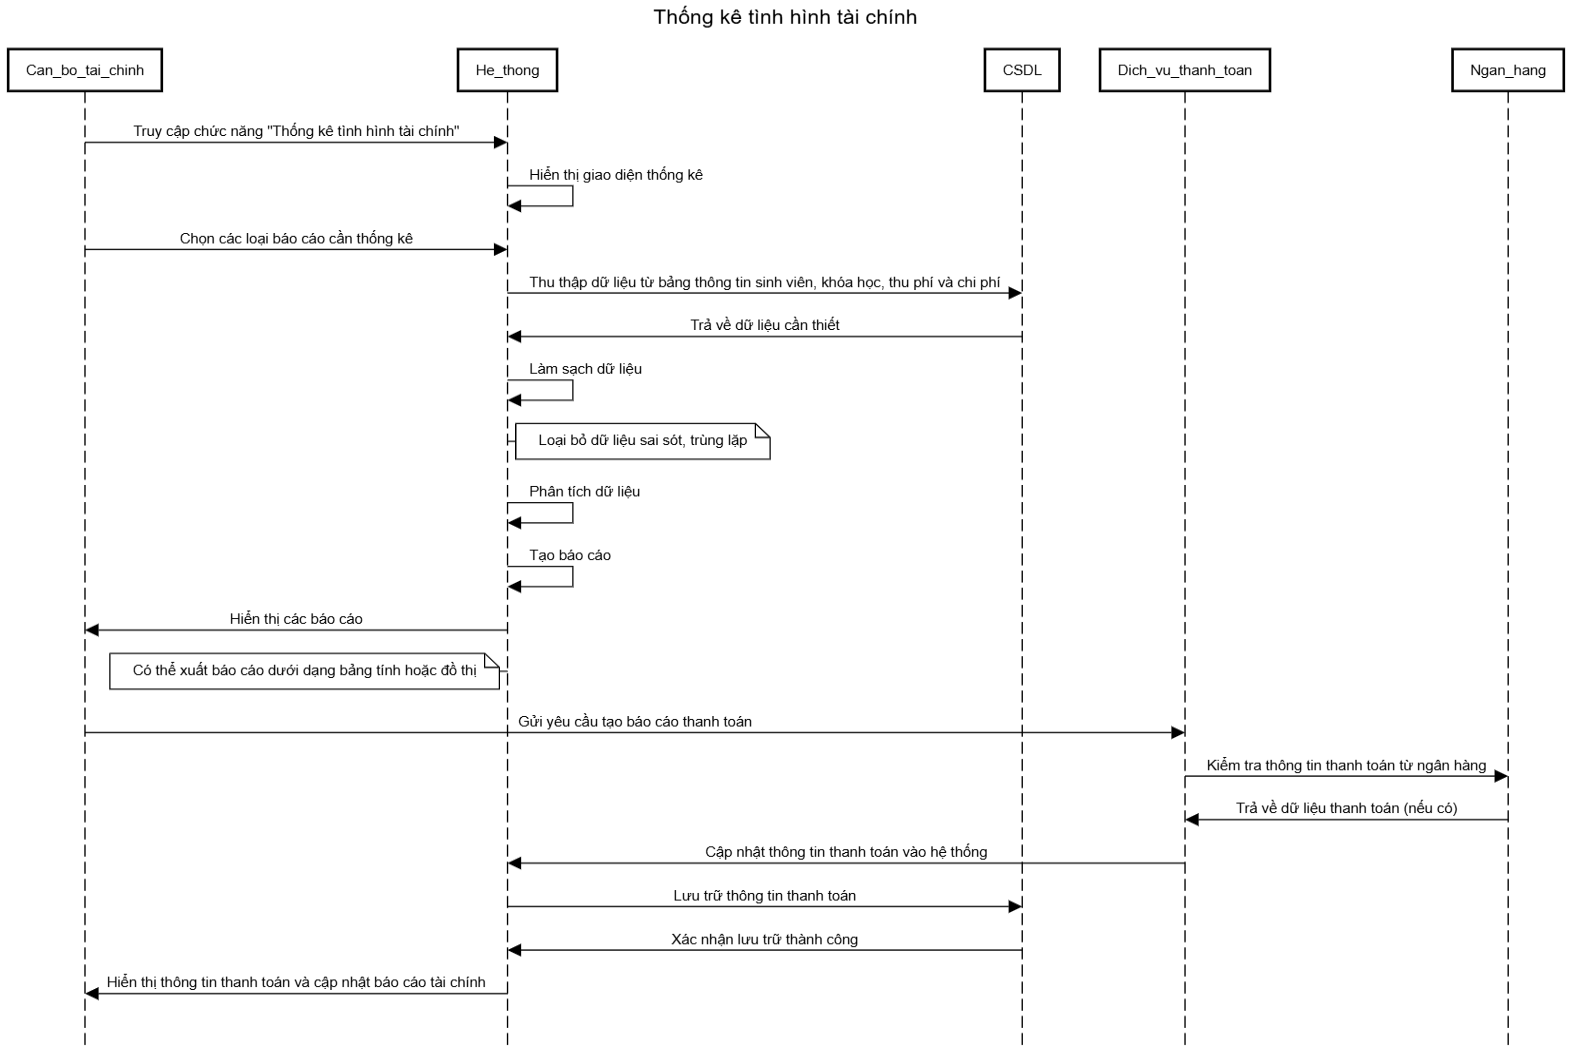 Thống kê tình hình tài chính
Can_bo_tai_chinh
He_thong
CSDL
Dich_vu_thanh_toan
Ngan_hang
Truy cập chức năng "Thống kê tình hình tài chính"
Hiển thị giao diện thống kê
Chọn các loại báo cáo cần thống kê
Thu thập dữ liệu từ bảng thông tin sinh viên, khóa học, thu phí và chi phí
Trả về dữ liệu cần thiết
Làm sạch dữ liệu
Loại bỏ dữ liệu sai sót, trùng lặp
Phân tích dữ liệu
Tạo báo cáo
Hiển thị các báo cáo
Có thể xuất báo cáo dưới dạng bảng tính hoặc đồ thị
Gửi yêu cầu tạo báo cáo thanh toán
Kiểm tra thông tin thanh toán từ ngân hàng
Trả về dữ liệu thanh toán (nếu có)
Cập nhật thông tin thanh toán vào hệ thống
Lưu trữ thông tin thanh toán
Xác nhận lưu trữ thành công
Hiển thị thông tin thanh toán và cập nhật báo cáo tài chính